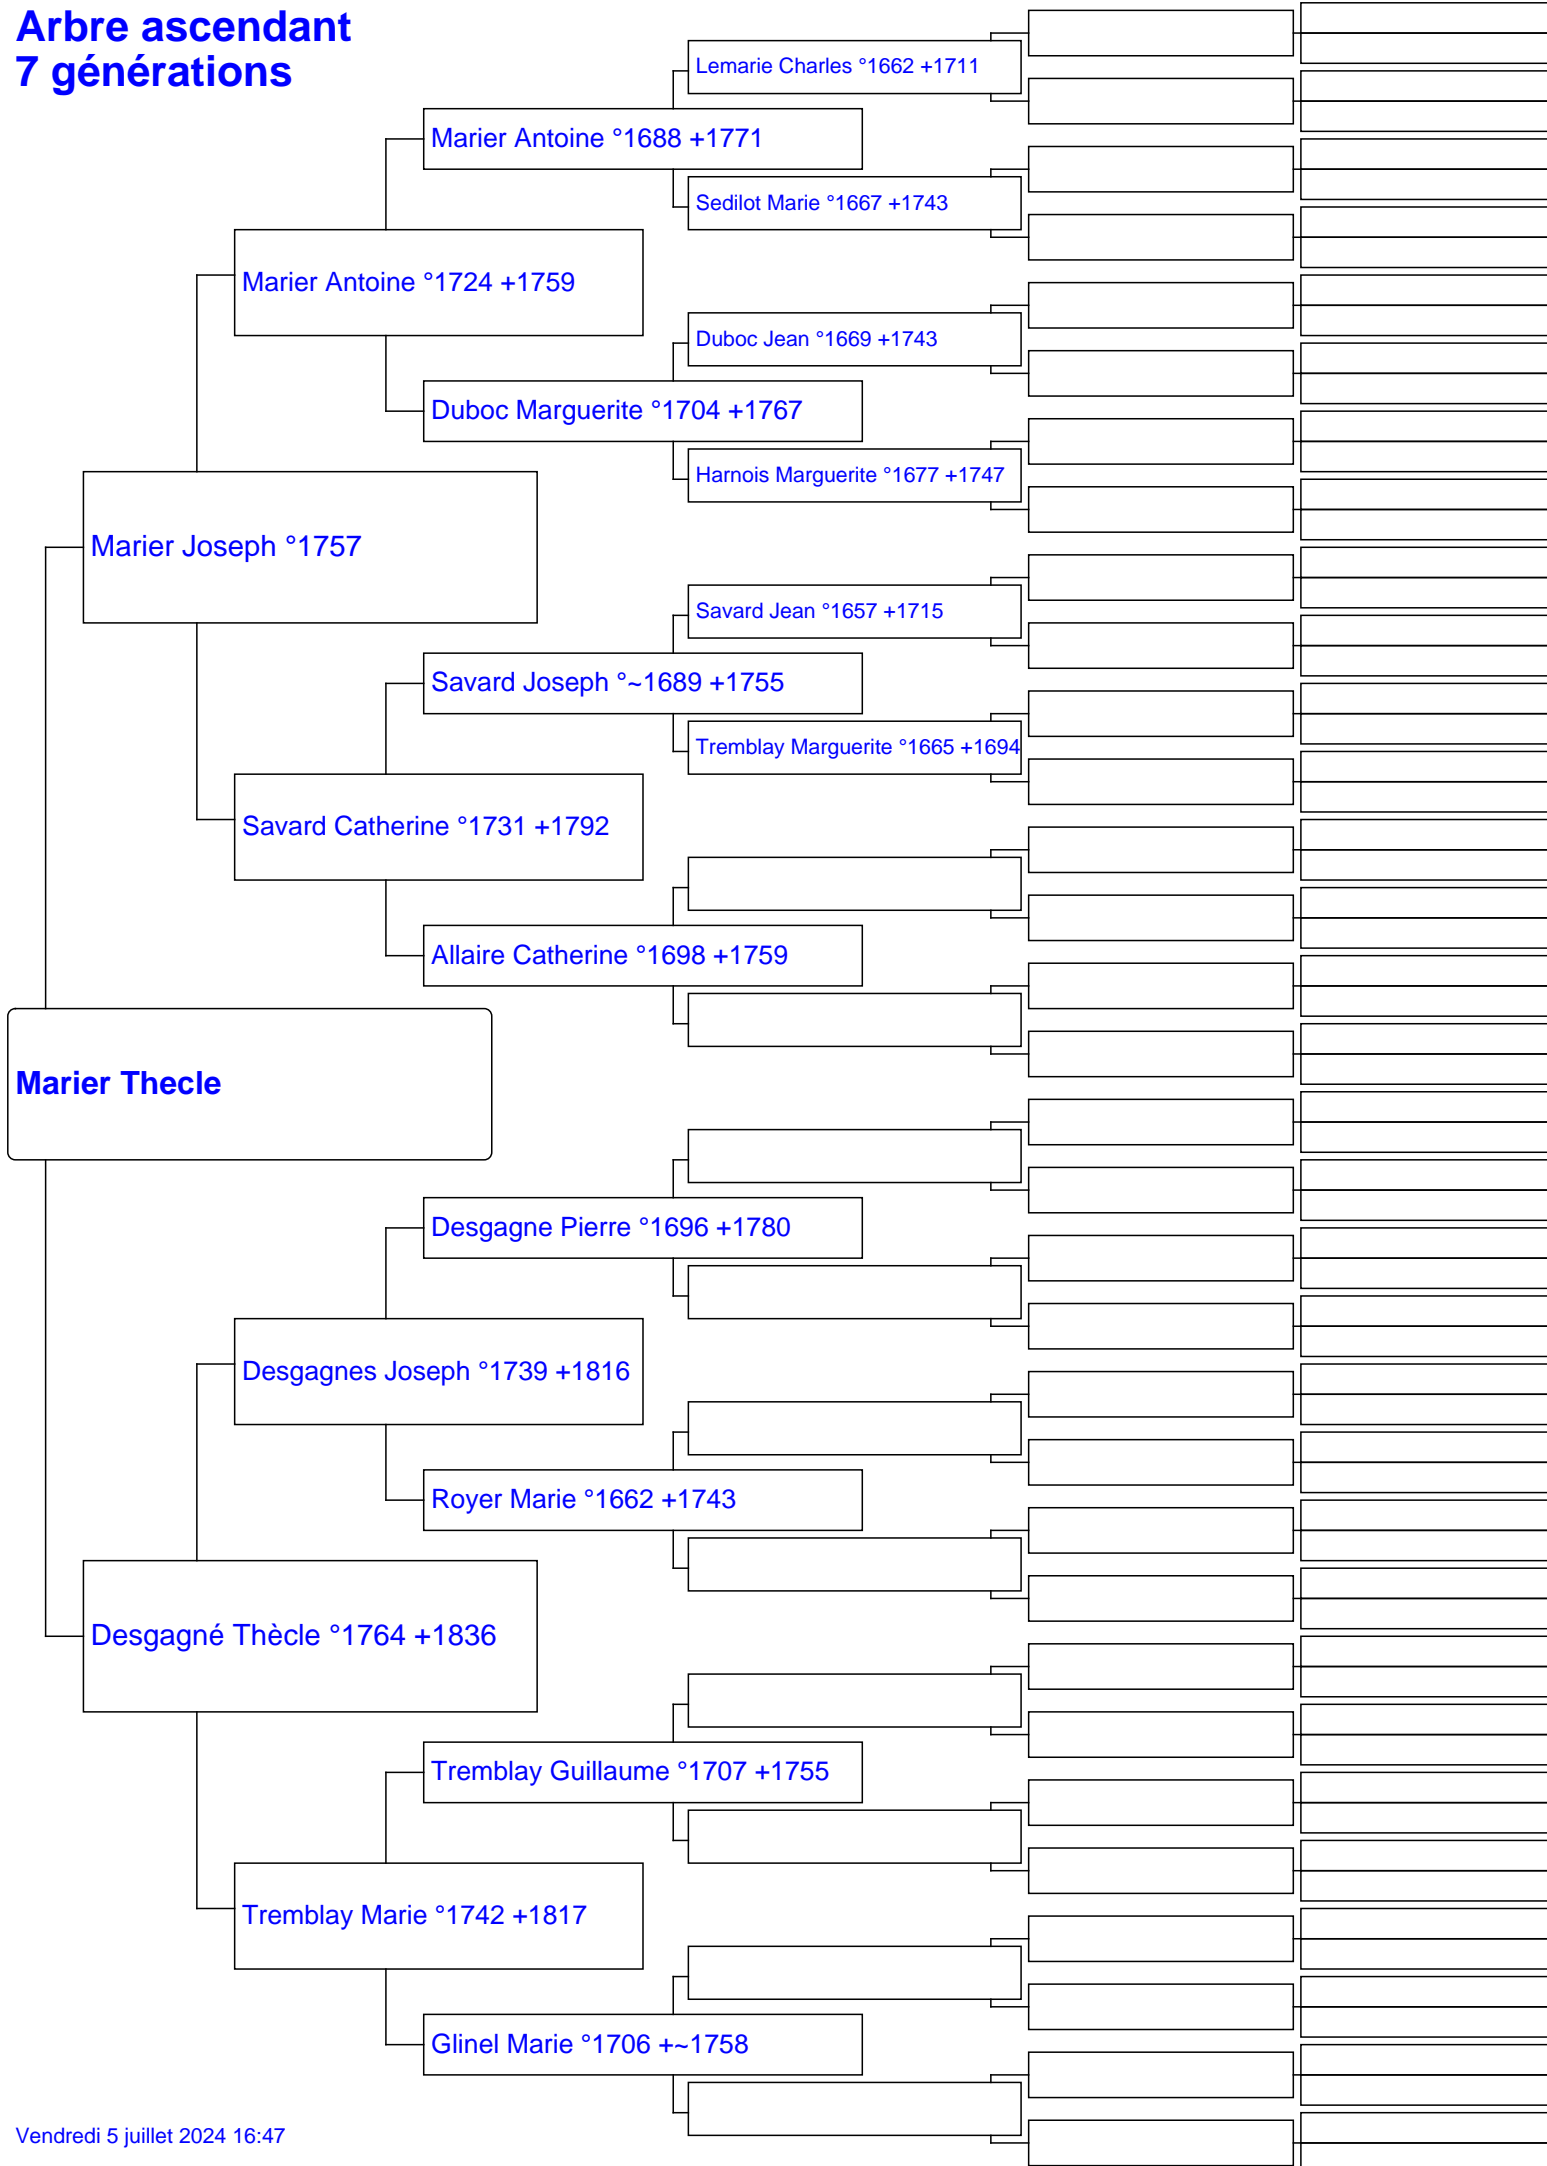 Arbre ascendant
7 générations
Lemarie Charles °1662 +1711
Marier Antoine °1688 +1771
Sedilot Marie °1667 +1743
Marier Antoine °1724 +1759
Duboc Jean °1669 +1743
Duboc Marguerite °1704 +1767
Harnois Marguerite °1677 +1747
Marier Joseph °1757
Savard Jean °1657 +1715
Savard Joseph °~1689 +1755
Tremblay Marguerite °1665 +1694
Savard Catherine °1731 +1792
Allaire Catherine °1698 +1759
Marier Thecle
Desgagne Pierre °1696 +1780
Desgagnes Joseph °1739 +1816
Royer Marie °1662 +1743
Desgagné Thècle °1764 +1836
Tremblay Guillaume °1707 +1755
Tremblay Marie °1742 +1817
Glinel Marie °1706 +~1758
Vendredi 5 juillet 2024 16:47